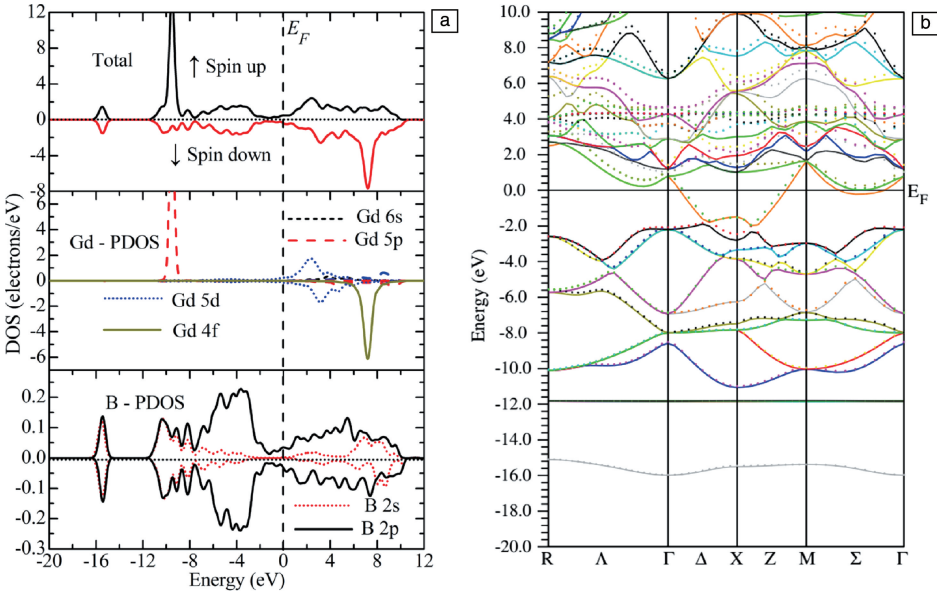 a
12
8
4
0
-4
8
Total
↑ Spin up
↓ Spin down
E_F
6
4
2
0
-2
-4
-6
Gd - PDOS
Gd 6s
Gd 5p
Gd 5d
Gd 4f
0.2
0.1
0.0
0.1
0.2
-0.3
B - PDOS
B 2s
B 2p
DOS (electrons/eV)
-20 -16 -12 -8 -4 0 4 8 12
Energy (eV)
b
10.0
8.0
6.0
4.0
2.0
0.0
-2.0
-4.0
-6.0
-8.0
-10.0
-12.0
-14.0
-16.0
-18.0
-20.0
Energy (eV)
E_F
R Λ Γ Δ X Z M Σ Γ